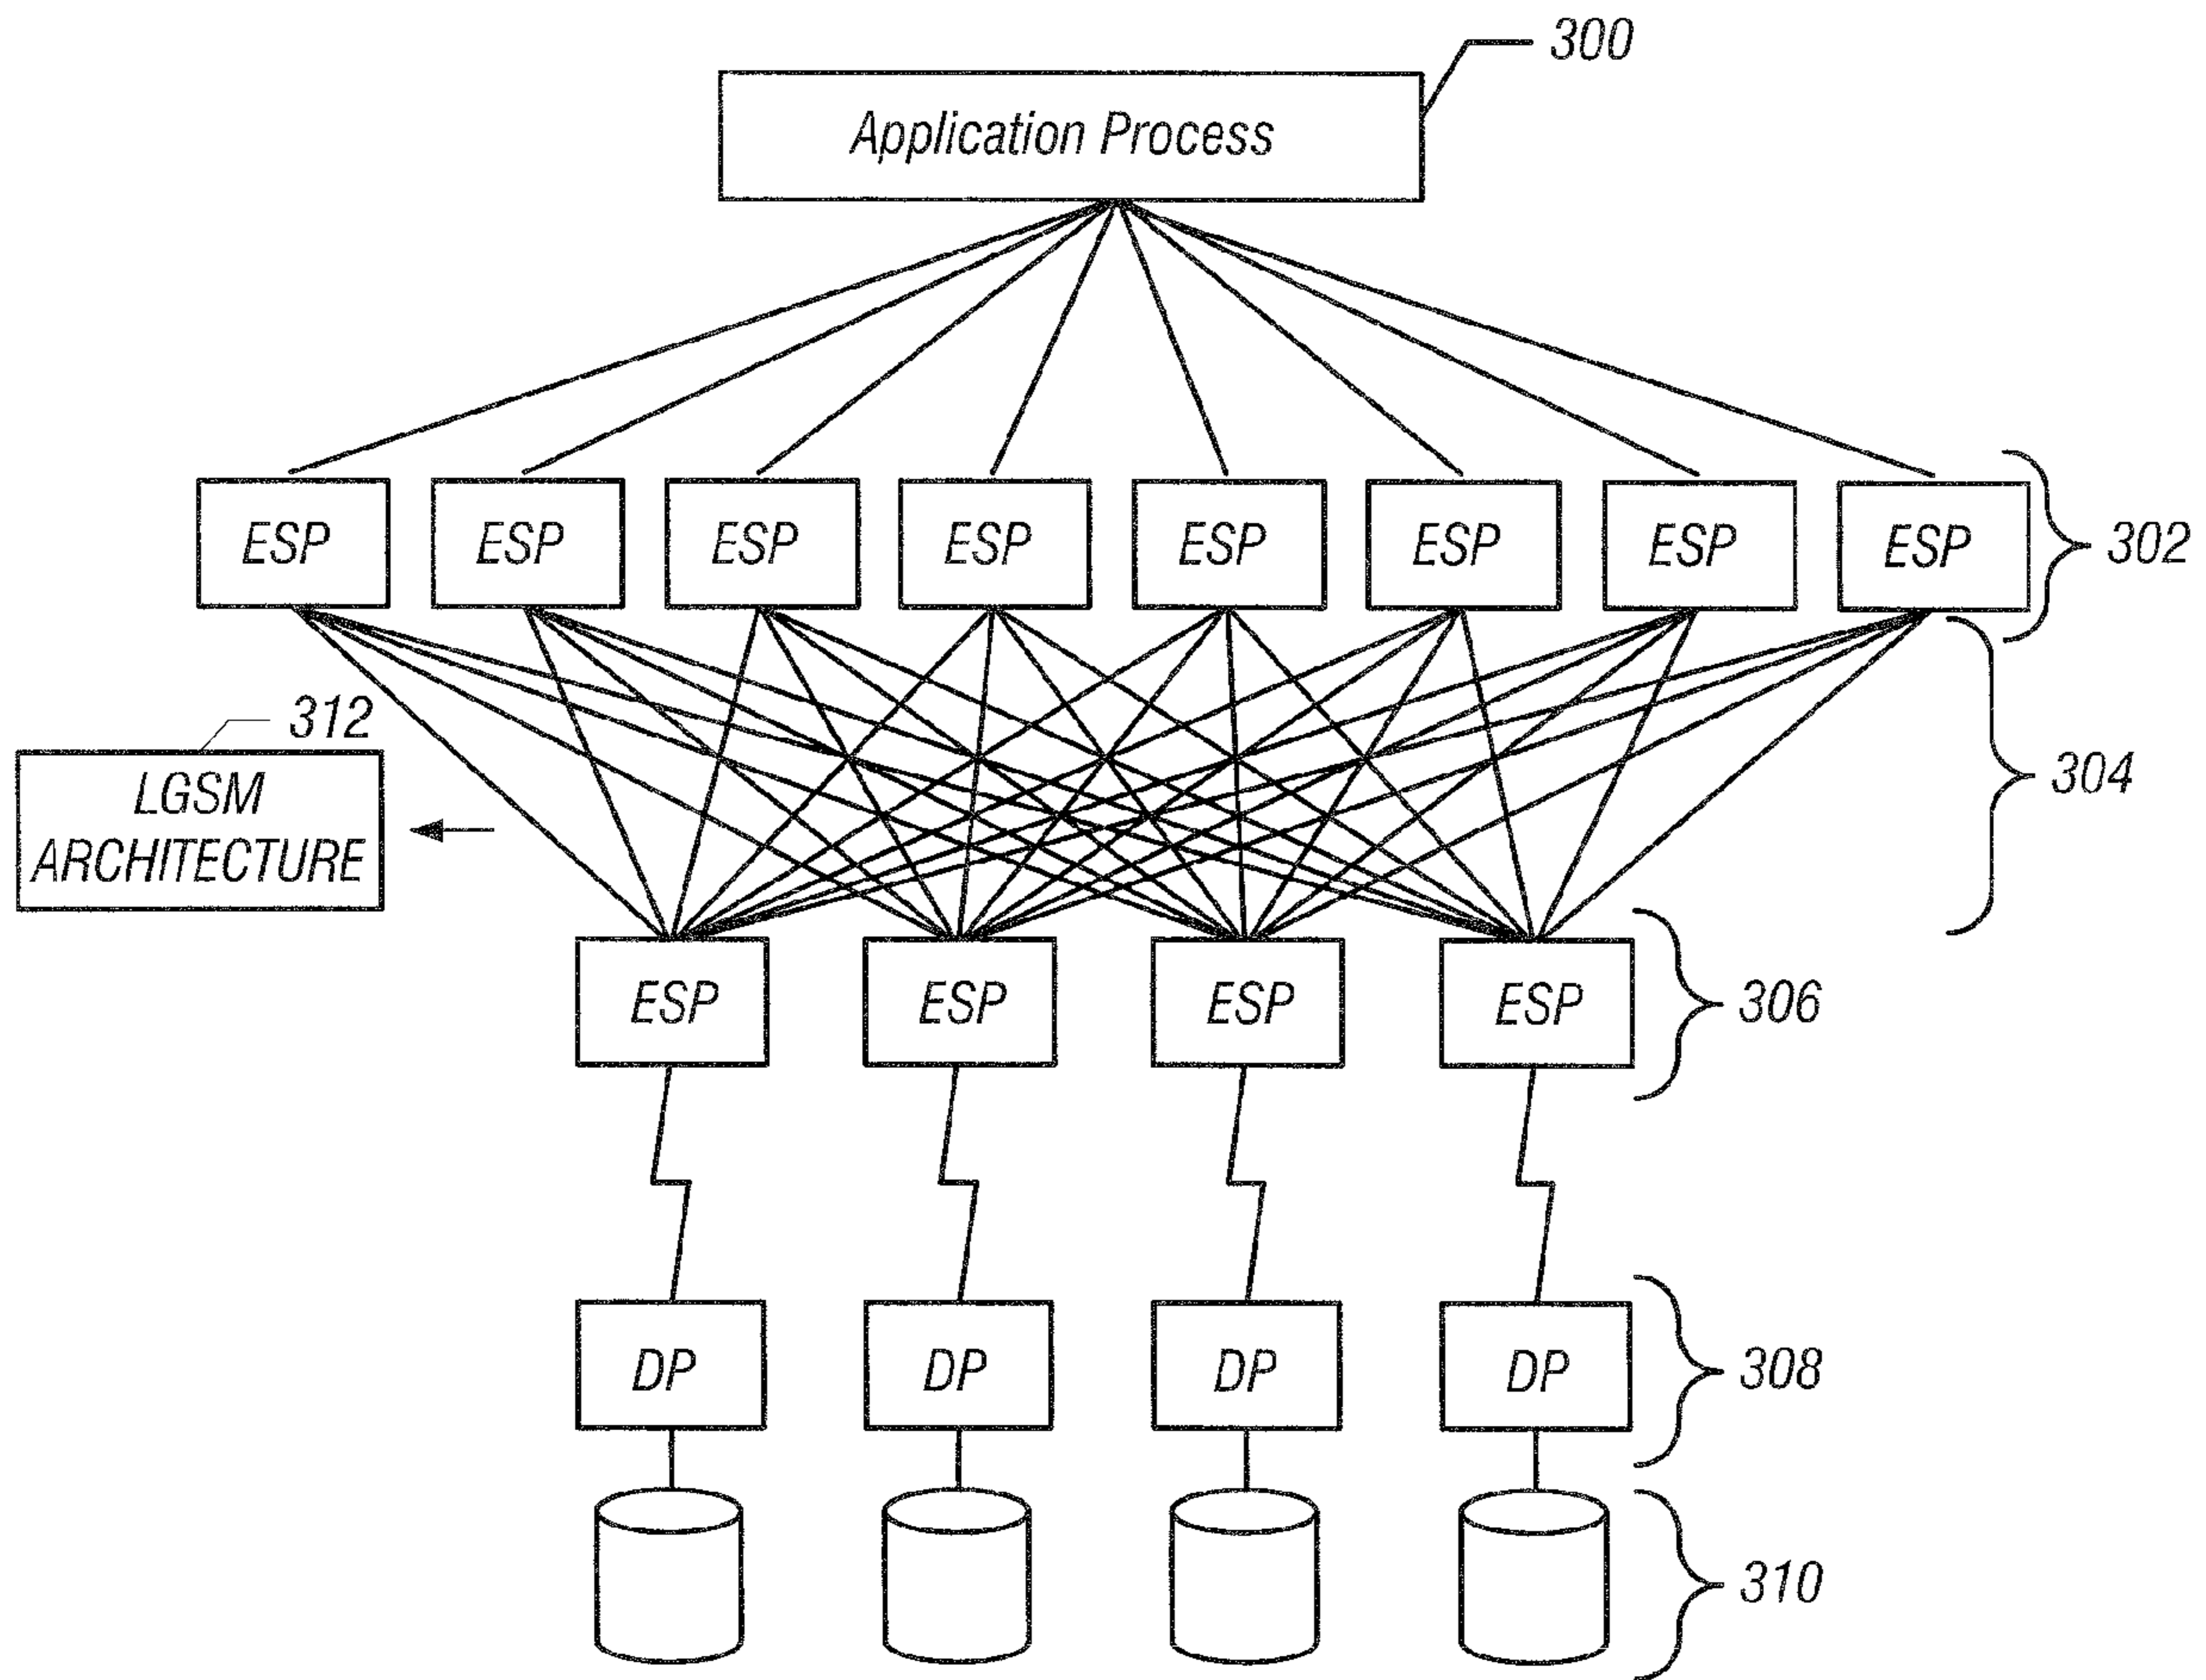 300
Application Process
ESP ESP ESP ESP ESP ESP ESP ESP
302
312
LGSM
ARCHITECTURE
304
ESP ESP ESP ESP
306
DP DP DP DP
308
310